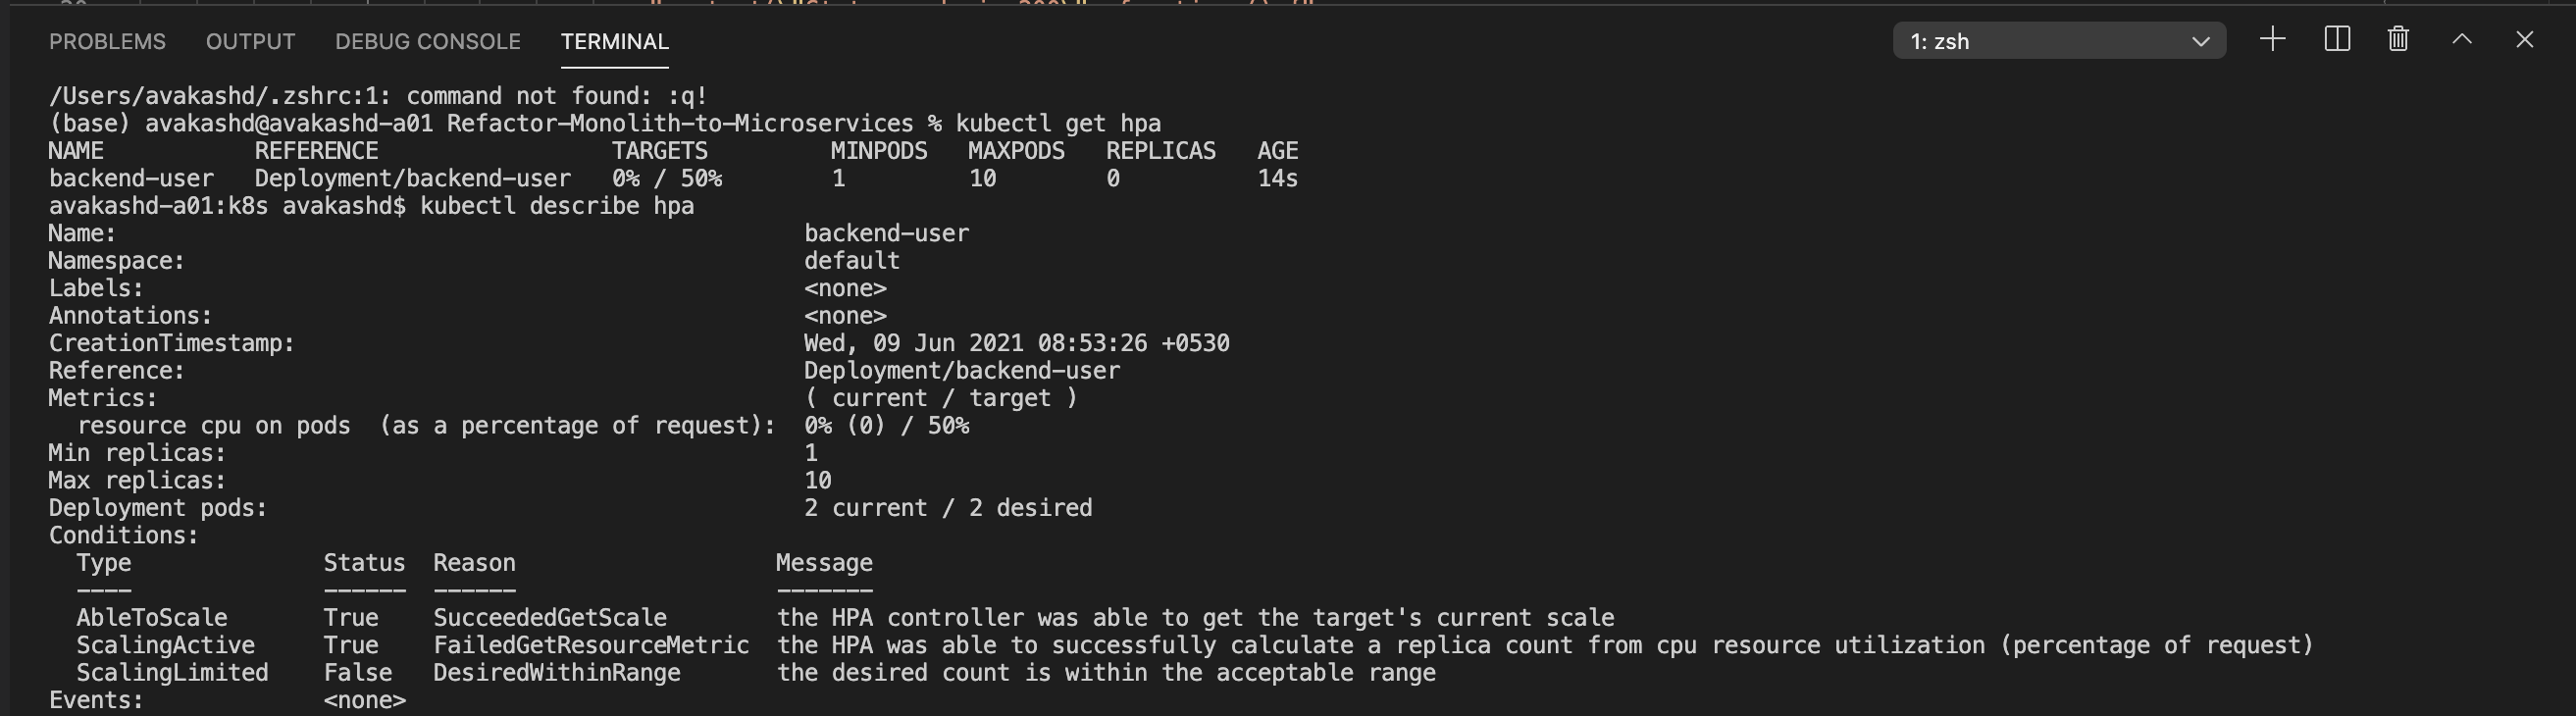 PROBLEMS OUTPUT DEBUG CONSOLE TERMINAL 1: zsh
/Users/avakashd/.zshrc:1: command not found: :q!
(base) avakashd@avakashd-a01 Refactor-Monolith-to-Microservices % kubectl get hpa
NAME REFERENCE TARGETS MINPODS MAXPODS REPLICAS AGE
backend-user Deployment/backend-user 0% / 50% 1 10 0 14s
avakashd-a01:k8s avakashd$ kubectl describe hpa
Name: backend-user
Namespace: default
Labels: <none>
Annotations: <none>
CreationTimestamp: Wed, 09 Jun 2021 08:53:26 +0530
Reference: Deployment/backend-user
Metrics: ( current / target )
resource cpu on pods (as a percentage of request): 0% (0) / 50%
Min replicas: 1
Max replicas: 10
Deployment pods: 2 current / 2 desired
Conditions:
Type Status Reason Message
---- ------ ------ -------
AbleToScale True SucceededGetScale the HPA controller was able to get the target's current scale
ScalingActive True FailedGetResourceMetric the HPA was able to successfully calculate a replica count from cpu resource utilization (percentage of request)
ScalingLimited False DesiredWithinRange the desired count is within the acceptable range
Events: <none>